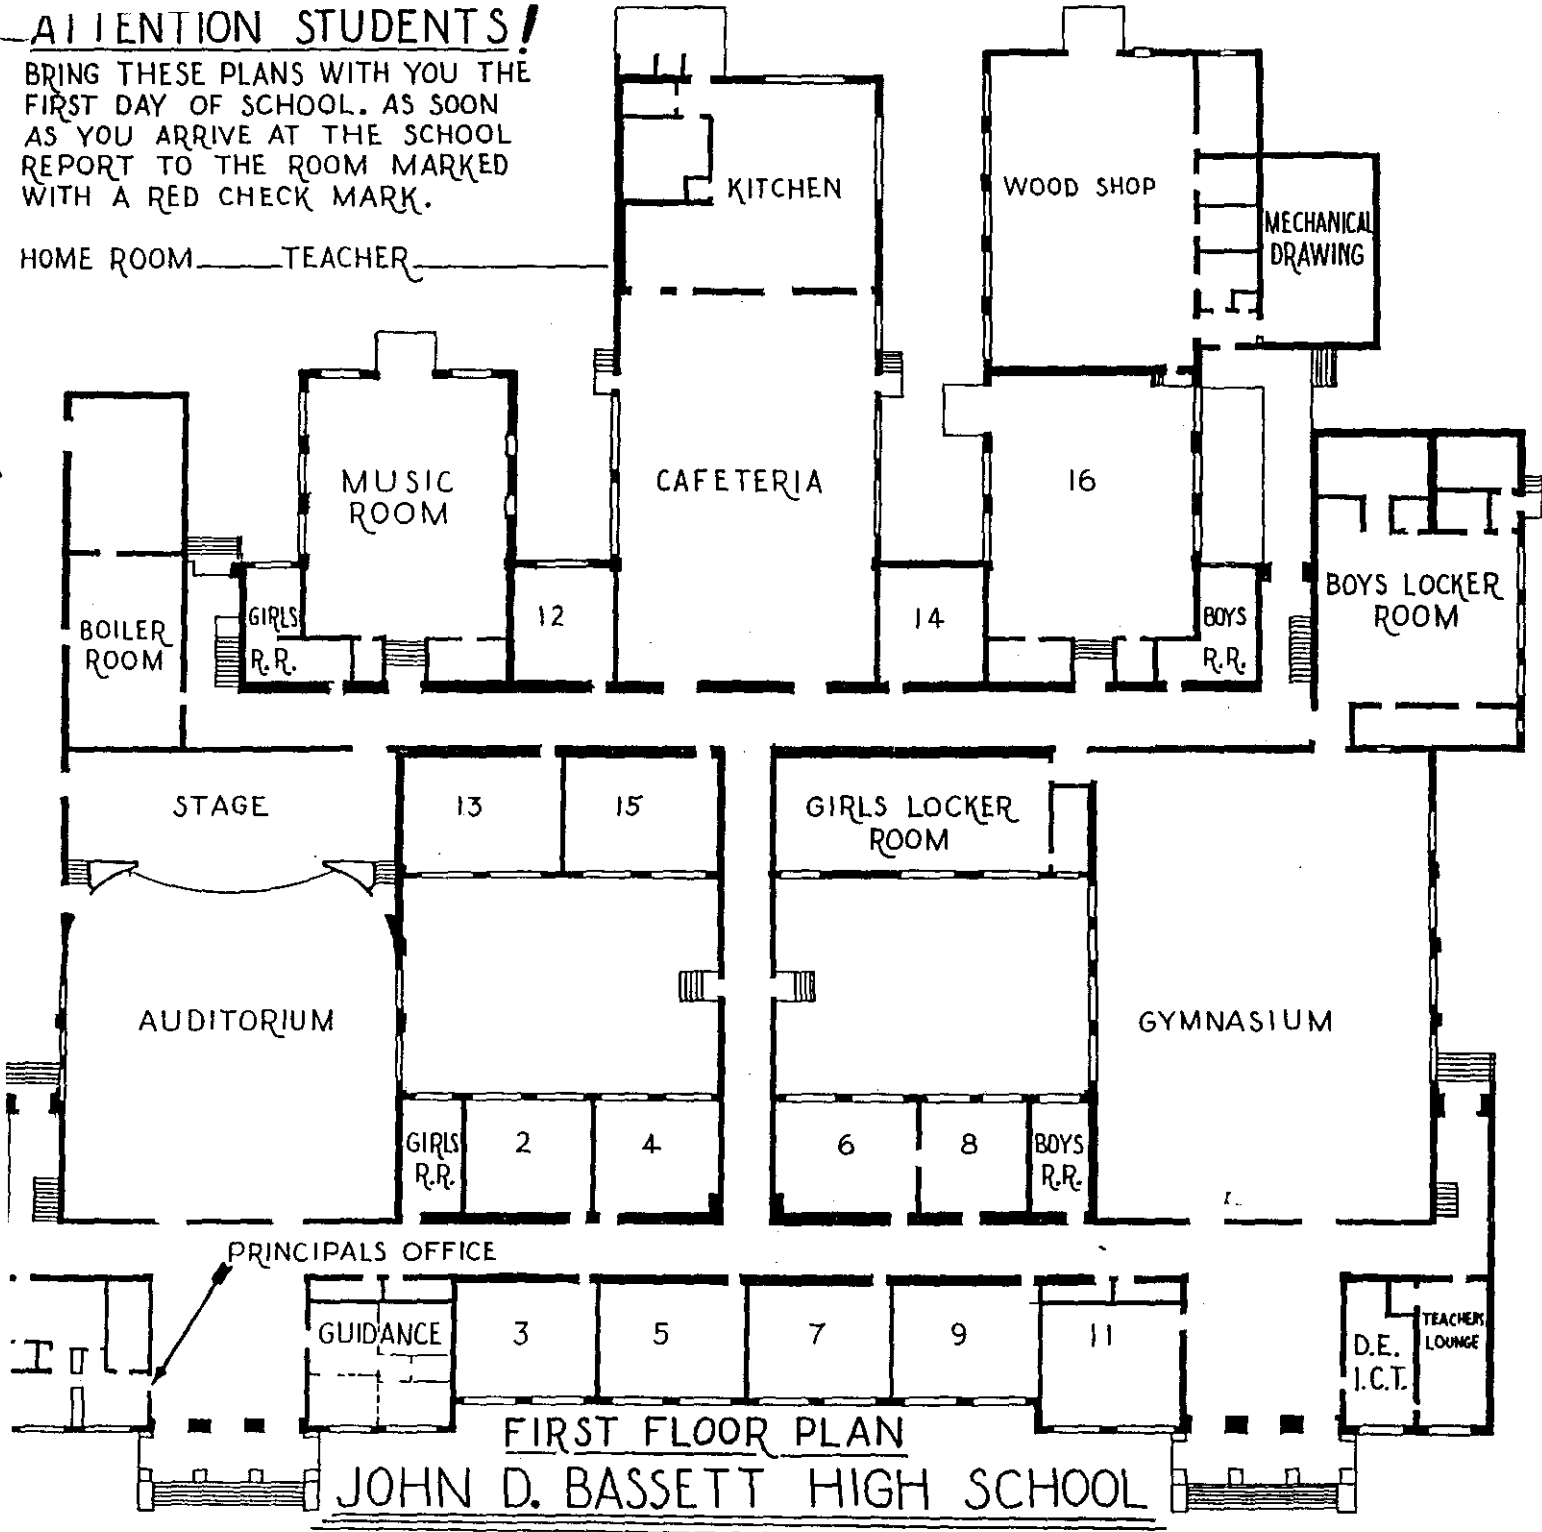 ATTENTION STUDENTS!
BRING THESE PLANS WITH YOU THE
FIRST DAY OF SCHOOL. AS SOON
AS YOU ARRIVE AT THE SCHOOL
REPORT TO THE ROOM MARKED
WITH A RED CHECK MARK.
HOME ROOM____TEACHER__________
KITCHEN
WOOD SHOP
MECHANICAL
DRAWING
MUSIC
ROOM
CAFETERIA
16
BOILER
ROOM
GIRLS
R.R.
12
14
BOYS
R.R.
BOYS LOCKER
ROOM
STAGE
13
15
GIRLS LOCKER
ROOM
AUDITORIUM
GYMNASIUM
GIRLS
R.R.
2
4
6
8
BOYS
R.R.
PRINCIPALS OFFICE
GUIDANCE
3
5
7
9
11
D.E.
I.C.T.
TEACHERS
LOUNGE
FIRST FLOOR PLAN
JOHN D. BASSETT HIGH SCHOOL